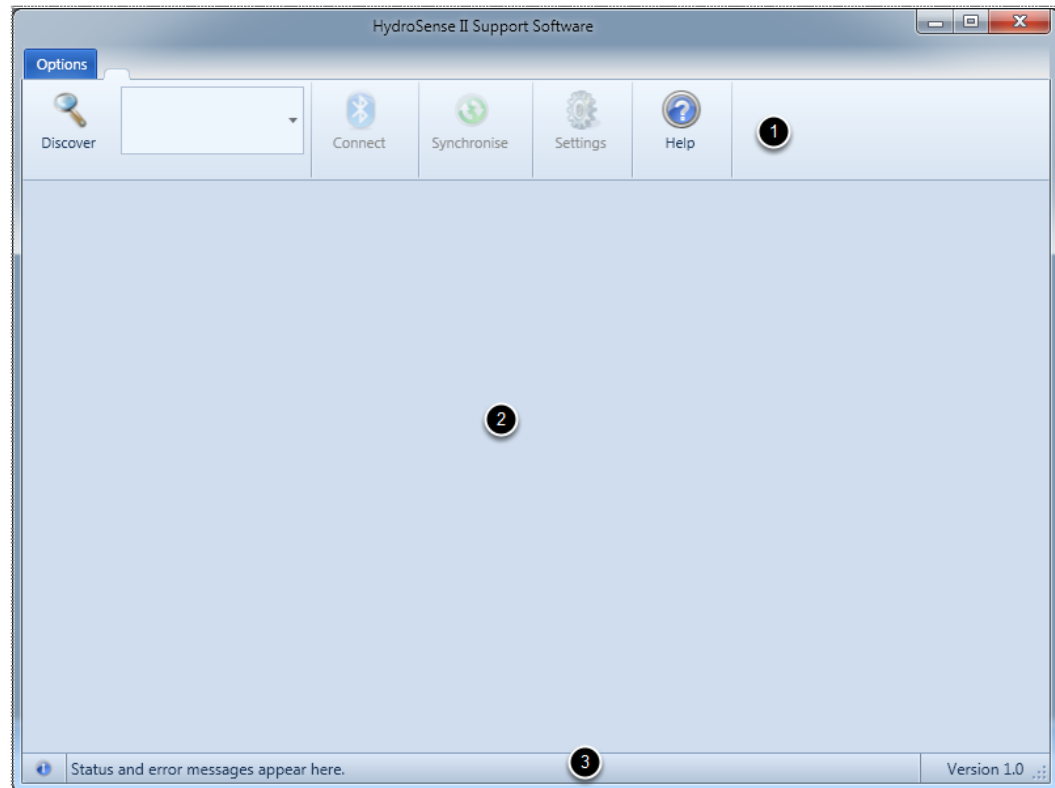 HydroSense II Support Software
Options
Discover
Connect
Synchronise
Settings
Help
1
2
3
Status and error messages appear here.
Version 1.0